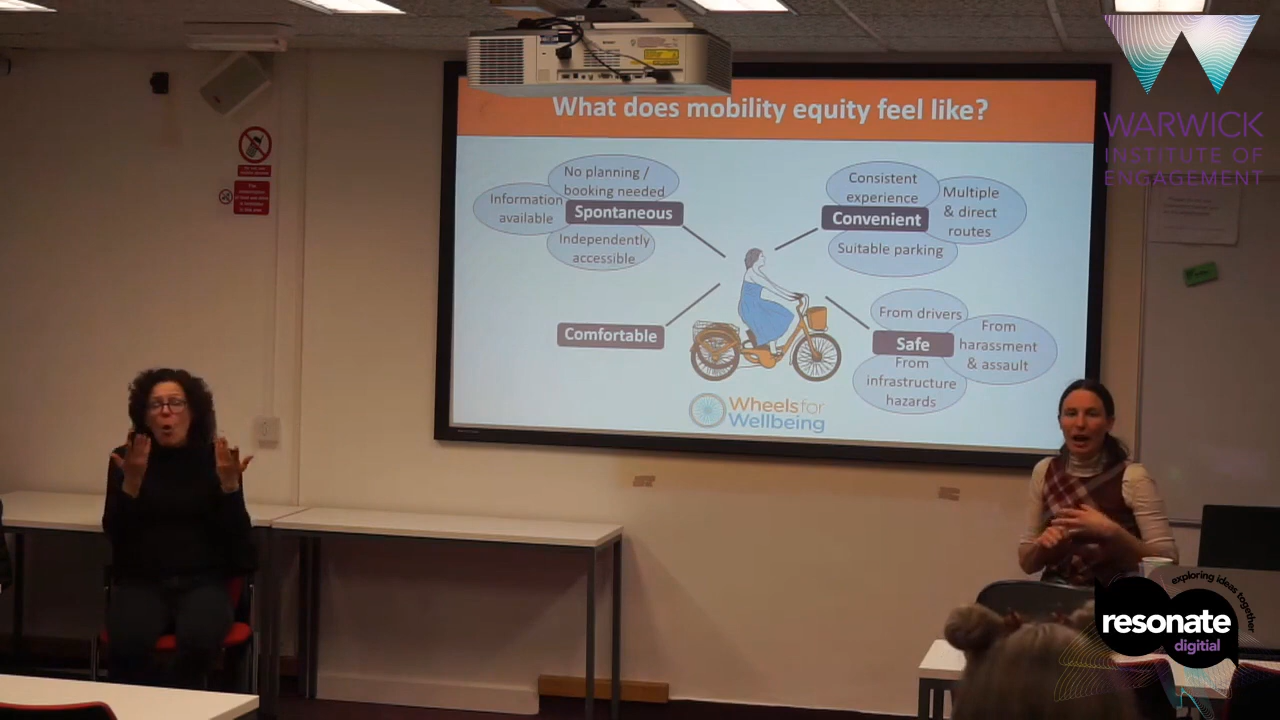 What does mobility equity feel like?
No planning /
booking needed
Information
available
Spontaneous
Independently
accessible
Consistent
experience
Convenient
Multiple
& direct
routes
Suitable parking
Comfortable
From drivers
Safe
From
harassment
& assault
From
infrastructure
hazards
Wheels for
Wellbeing
WARWICK
INSTITUTE OF
ENGAGEMENT
exploring ideas together
resonate
digitial